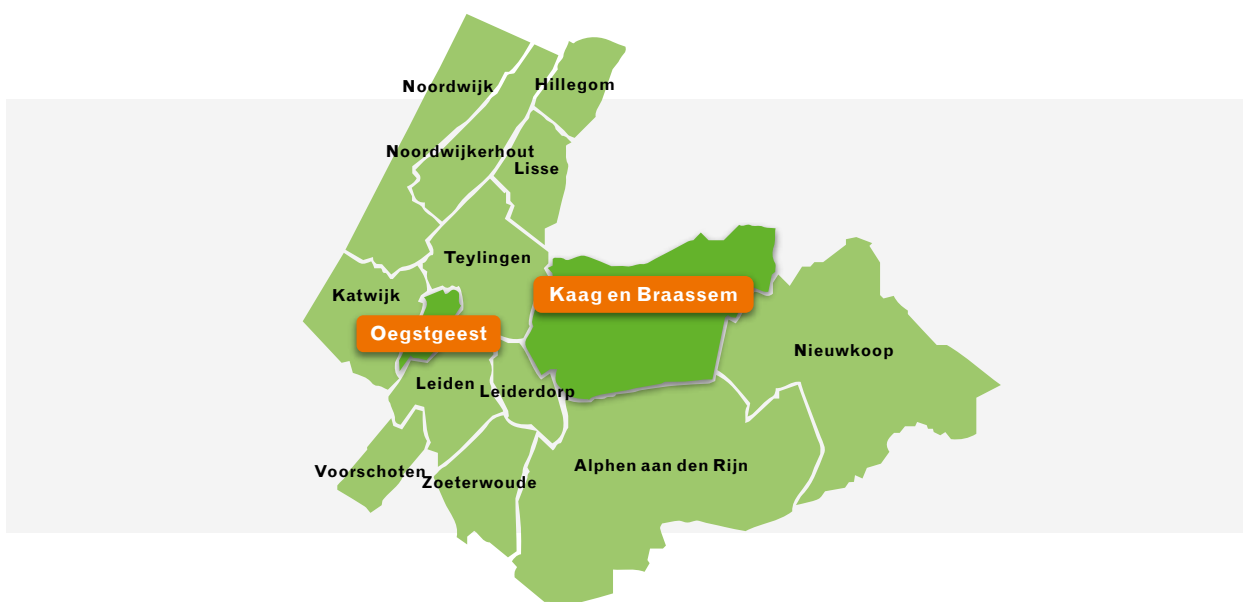 Noordwijk
Hillegom
Noordwijkerhout
Lisse
Teylingen
Katwijk
Kaag en Braassem
Oegstgeest
Nieuwkoop
Leiden
Leiderdorp
Alphen aan den Rijn
Voorschoten
Zoeterwoude